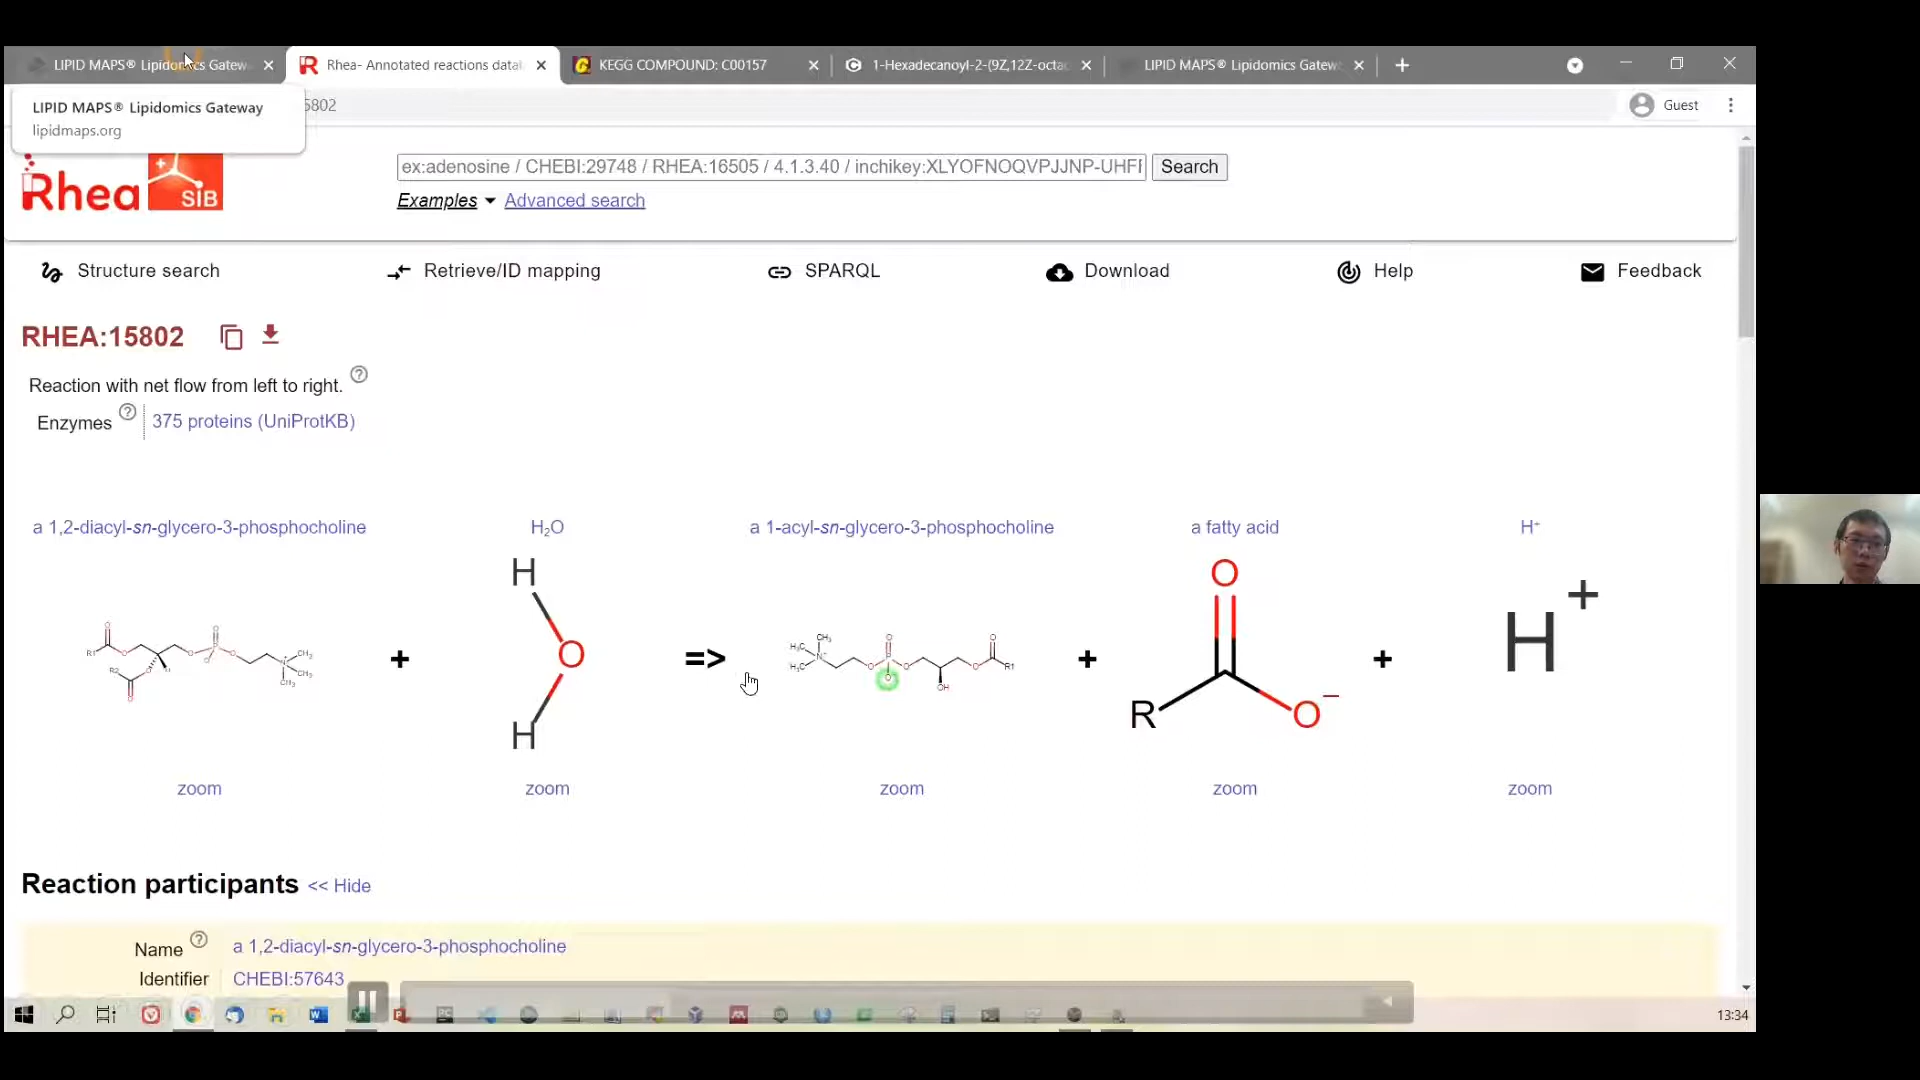 LIPID MAPS® Lipidomics Gatew
Rhea- Annotated reactions data
KEGG COMPOUND: C00157
1-Hexadecanoyl-2-(9Z,12Z-octa
LIPID MAPS® Lipidomics Gatew
LIPID MAPS® Lipidomics Gateway
lipidmaps.org
5802
Guest
Rhea
SIB
ex:adenosine / CHEBI:29748 / RHEA:16505 / 4.1.3.40 / inchikey:XLYOFNOQVPJJNP-UHFF
Search
Examples
Advanced search
Structure search
Retrieve/ID mapping
SPARQL
Download
Help
Feedback
RHEA:15802
Reaction with net flow from left to right.
Enzymes
375 proteins (UniProtKB)
a 1,2-diacyl-sn-glycero-3-phosphocholine
H₂O
a 1-acyl-sn-glycero-3-phosphocholine
a fatty acid
H⁺
+
H
O
H
=>
+
O
R
O⁻
+
H⁺
zoom
zoom
zoom
zoom
zoom
Reaction participants << Hide
Name
a 1,2-diacyl-sn-glycero-3-phosphocholine
Identifier
CHEBI:57643
13:34